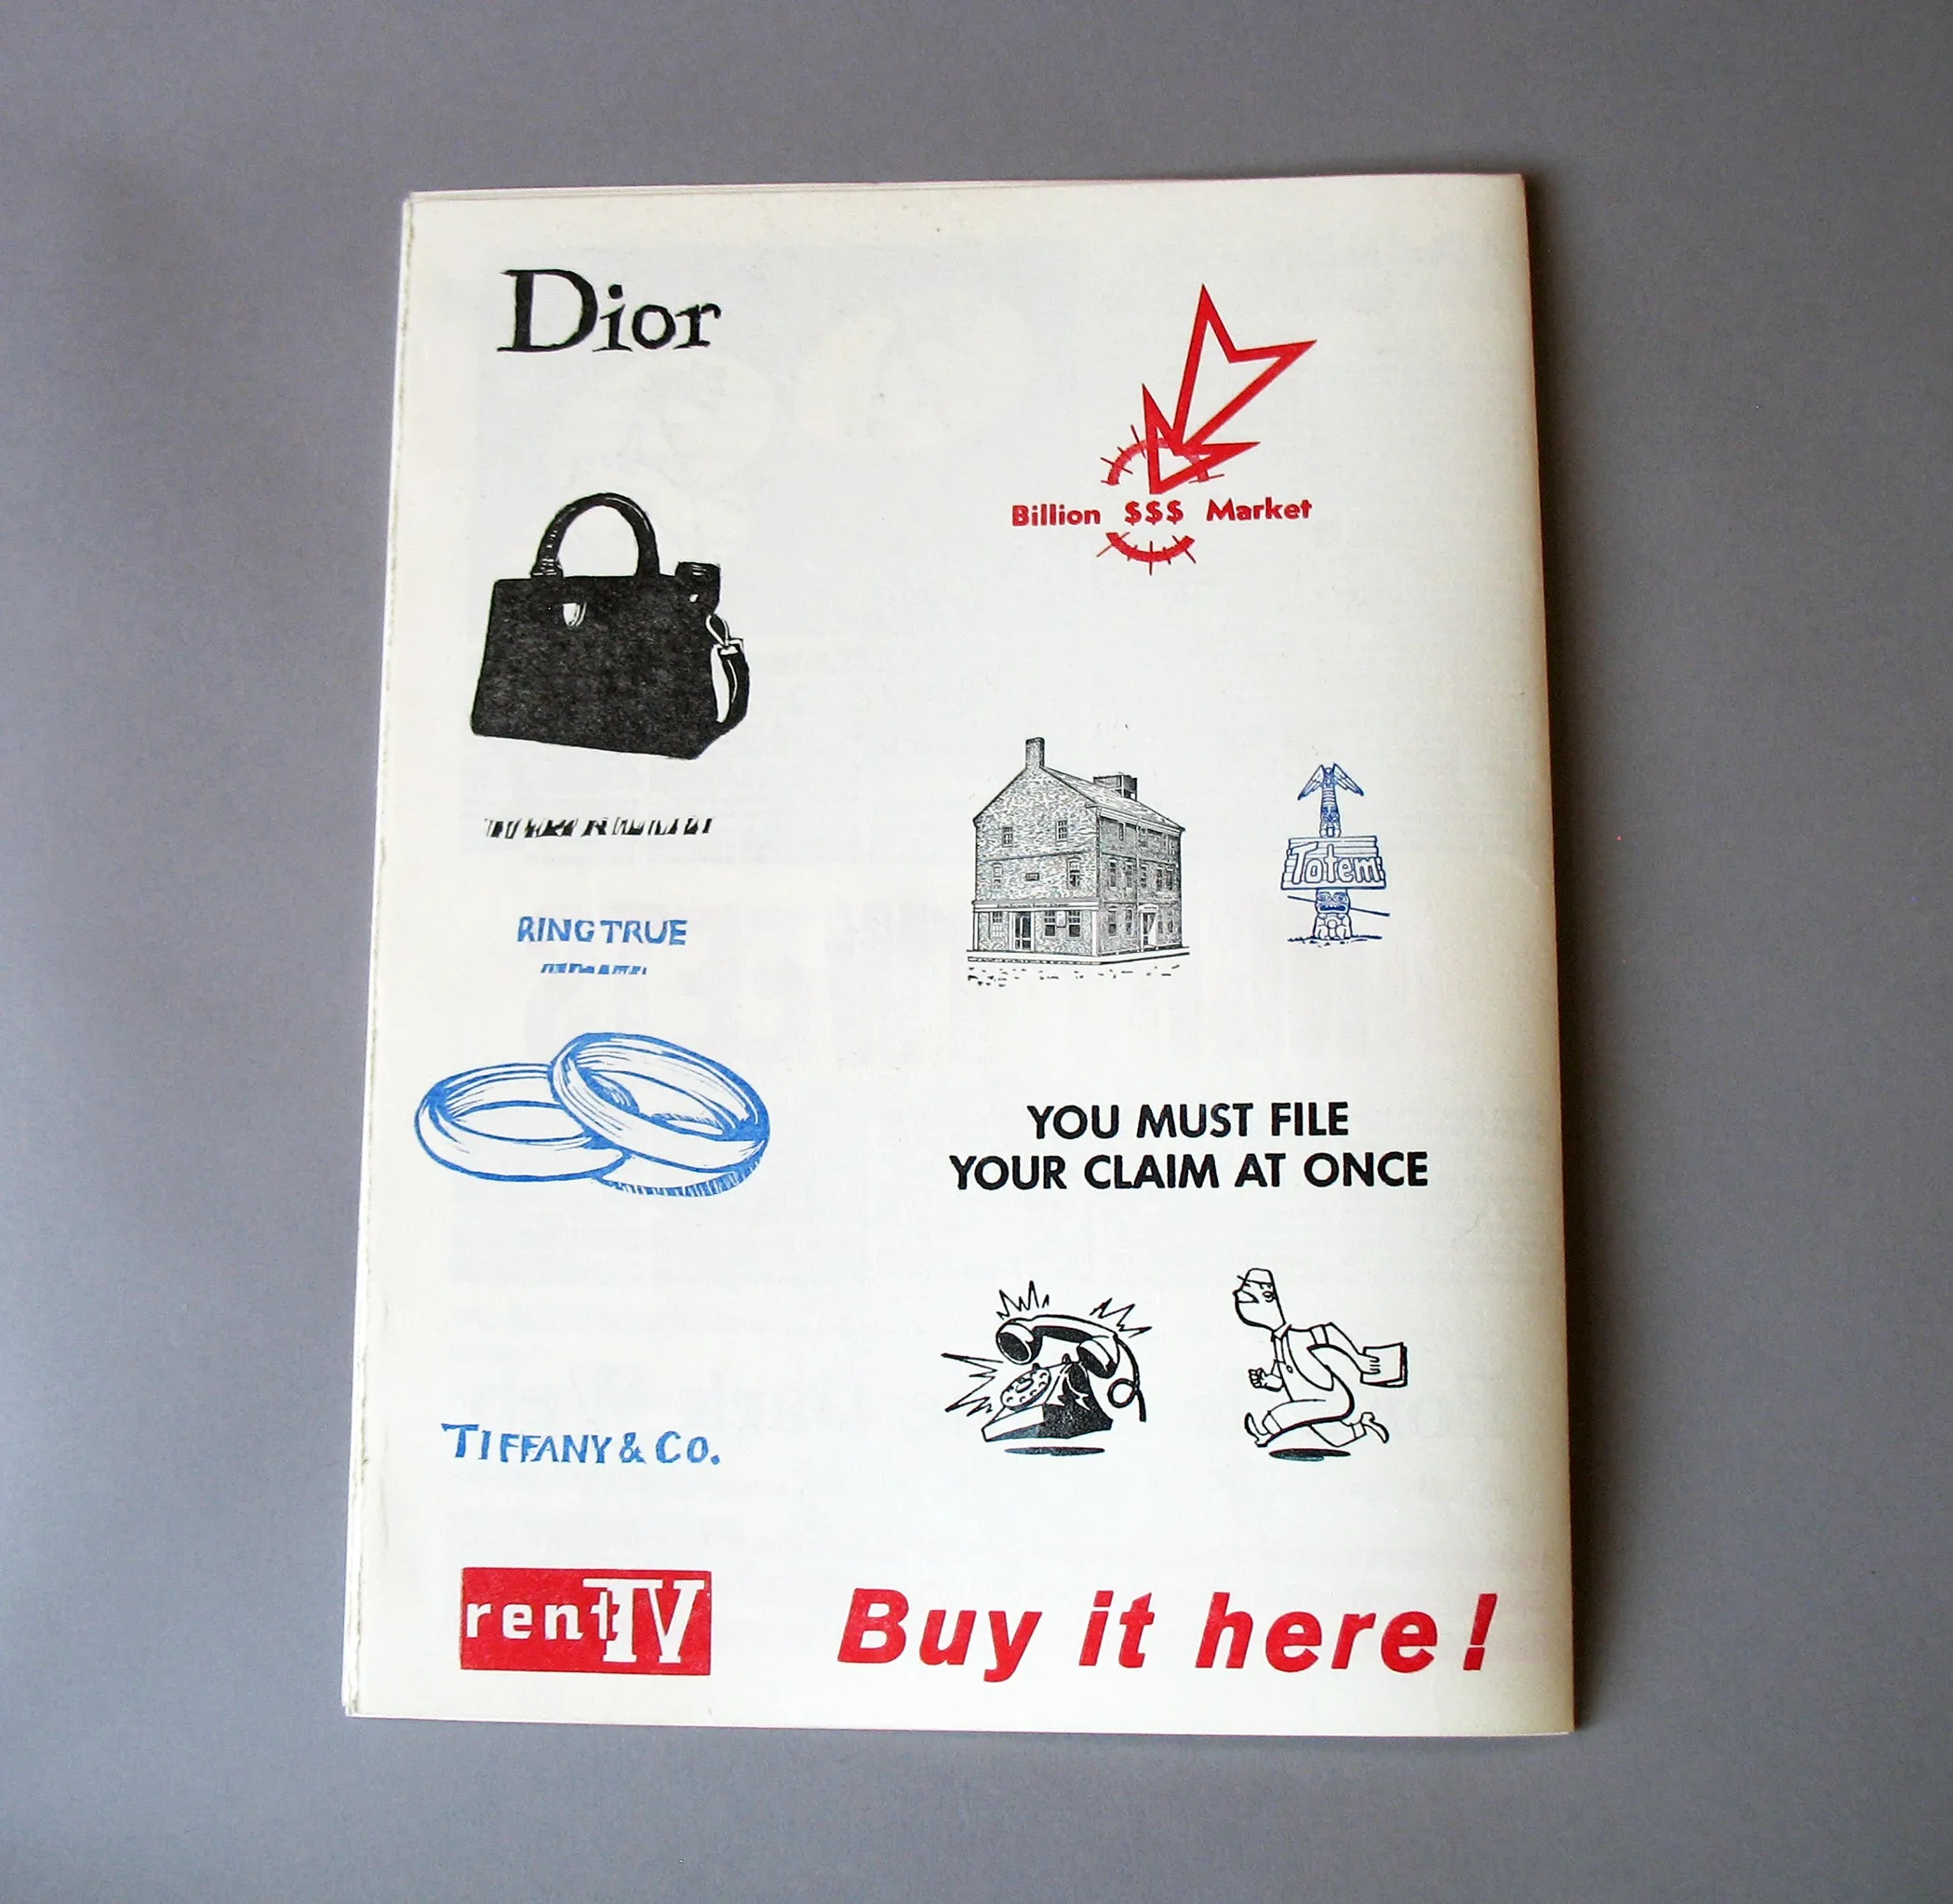 Dior
RING TRUE
TIFFANY & CO.
rent TV
Billion $$$ Market
Totem
YOU MUST FILE
YOUR CLAIM AT ONCE
Buy it here!